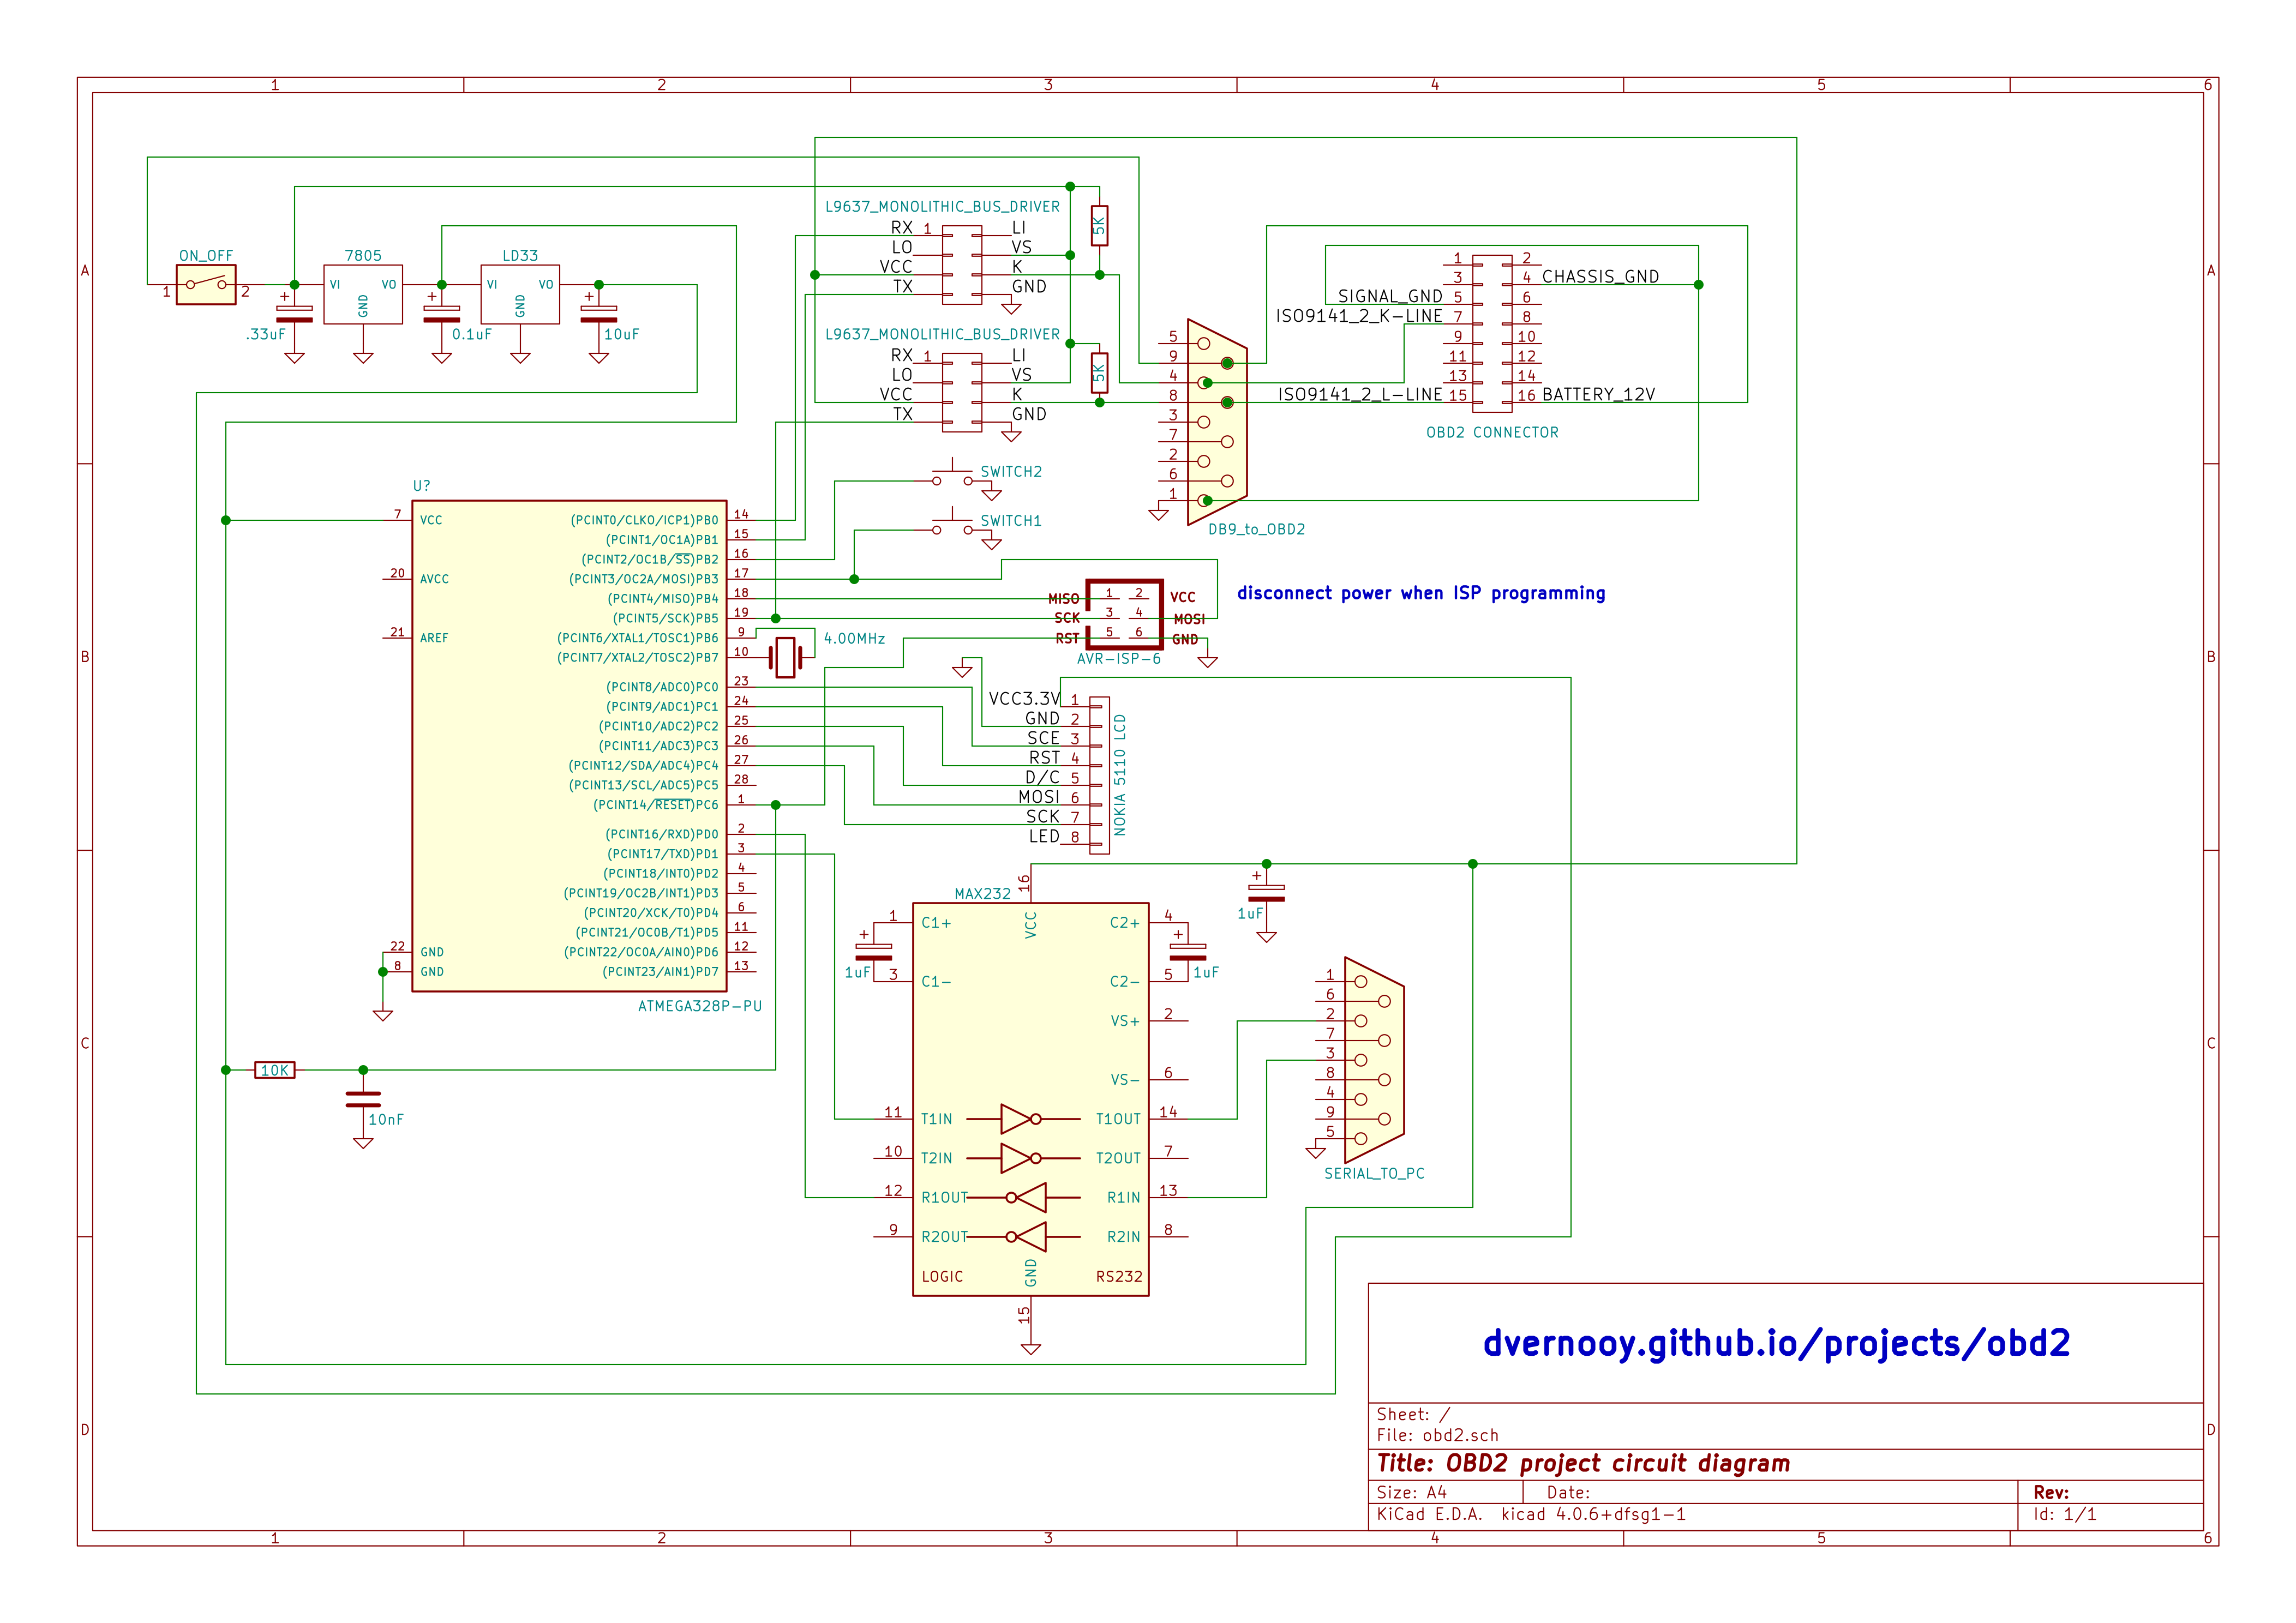 1 2 3 4 5 6
A A
B B
C C
D D
1 2 3 4 5 6
ON_OFF
1 2
7805
VI VO
GND
LD33
VI VO
GND
+
.33uF
+
0.1uF
+
10uF
L9637_MONOLITHIC_BUS_DRIVER
RX 1 LI
LO VS
VCC K
TX GND
5K
L9637_MONOLITHIC_BUS_DRIVER
RX 1 LI
LO VS
VCC K
TX GND
5K
5
9
4
8
3
7
2
6
1
DB9_to_OBD2
1 2
3 4 CHASSIS_GND
SIGNAL_GND 5 6
ISO9141_2_K-LINE 7 8
9 10
11 12
13 14
ISO9141_2_L-LINE 15 16 BATTERY_12V
OBD2 CONNECTOR
SWITCH2
SWITCH1
U?
7 VCC
20 AVCC
21 AREF
22 GND
8 GND
(PCINT0/CLKO/ICP1)PB0 14
(PCINT1/OC1A)PB1 15
(PCINT2/OC1B/SS)PB2 16
(PCINT3/OC2A/MOSI)PB3 17
(PCINT4/MISO)PB4 18
(PCINT5/SCK)PB5 19
(PCINT6/XTAL1/TOSC1)PB6 9
(PCINT7/XTAL2/TOSC2)PB7 10
(PCINT8/ADC0)PC0 23
(PCINT9/ADC1)PC1 24
(PCINT10/ADC2)PC2 25
(PCINT11/ADC3)PC3 26
(PCINT12/SDA/ADC4)PC4 27
(PCINT13/SCL/ADC5)PC5 28
(PCINT14/RESET)PC6 1
(PCINT16/RXD)PD0 2
(PCINT17/TXD)PD1 3
(PCINT18/INT0)PD2 4
(PCINT19/OC2B/INT1)PD3 5
(PCINT20/XCK/T0)PD4 6
(PCINT21/OC0B/T1)PD5 11
(PCINT22/OC0A/AIN0)PD6 12
(PCINT23/AIN1)PD7 13
ATMEGA328P-PU
4.00MHz
MISO 1 2 VCC
SCK 3 4 MOSI
RST 5 6 GND
AVR-ISP-6
disconnect power when ISP programming
VCC3.3V 1
GND 2
SCE 3
RST 4
D/C 5
MOSI 6
SCK 7
LED 8
NOKIA 5110 LCD
10K
10nF
MAX232
16
VCC
1 C1+ C2+ 4
+
1uF
+
1uF
+
1uF
3 C1- C2- 5
VS+ 2
VS- 6
11 T1IN T1OUT 14
10 T2IN T2OUT 7
12 R1OUT R1IN 13
9 R2OUT R2IN 8
LOGIC GND RS232
15
1
6
2
7
3
8
4
9
5
SERIAL_TO_PC
dvernooy.github.io/projects/obd2
Sheet: /
File: obd2.sch
Title: OBD2 project circuit diagram
Size: A4 Date: Rev:
KiCad E.D.A. kicad 4.0.6+dfsg1-1 Id: 1/1